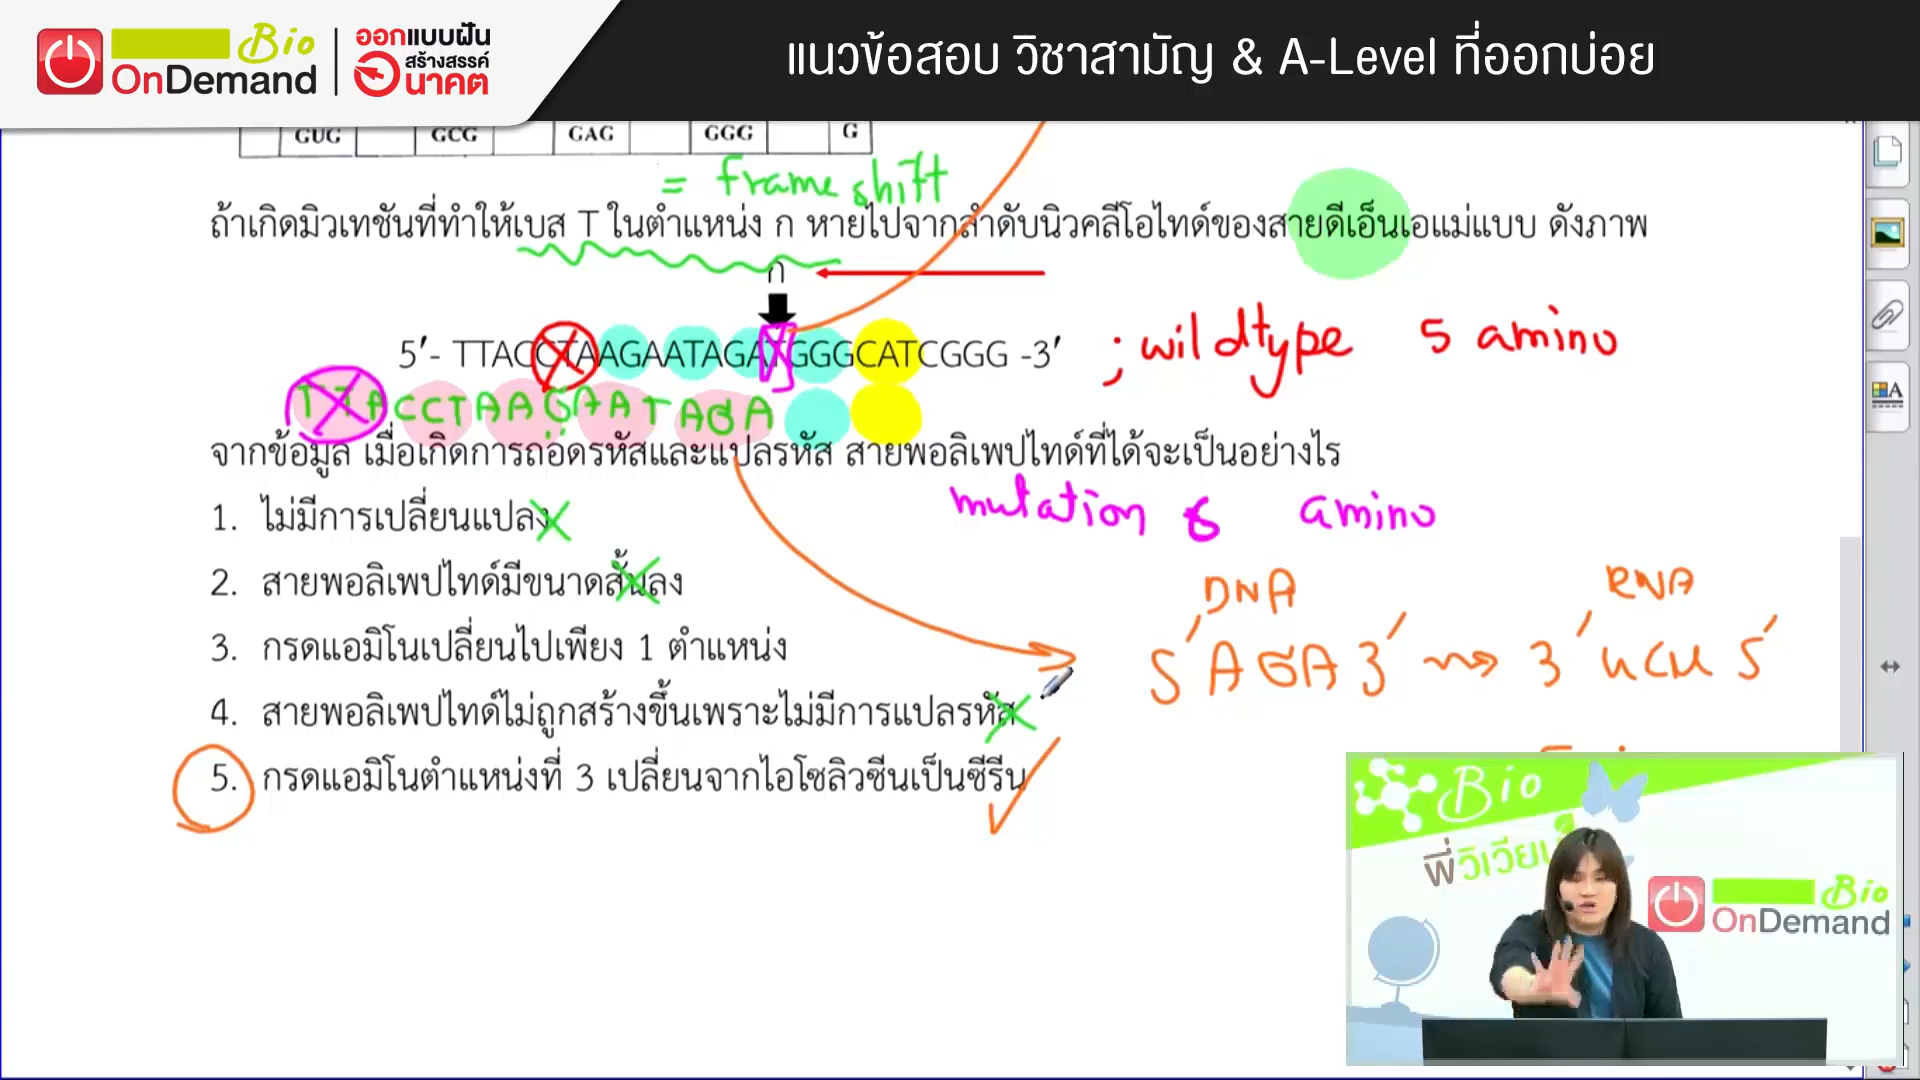 Bio
OnDemand
ออกแบบฝัน
สร้างสรรค์
อนาคต
แนวข้อสอบ วิชาสามัญ & A-Level ที่ออกบ่อย
GUG GCG GAG GGG G
= frame shift
ถ้าเกิดมิวเทชันที่ทำให้เบส T ในตำแหน่ง ก หายไปจากลำดับนิวคลีโอไทด์ของสายดีเอ็นเอแม่แบบ ดังภาพ
ก
5′- TTACCTAAGAATAGATGGGCATCGGG -3′
; wildtype 5 amino
TTACCTAAGAATAGA
จากข้อมูล เมื่อเกิดการถอดรหัสและแปลรหัส สายพอลิเพปไทด์ที่ได้จะเป็นอย่างไร
mutation 6 amino
1. ไม่มีการเปลี่ยนแปลง
2. สายพอลิเพปไทด์มีขนาดสั้นลง
3. กรดแอมิโนเปลี่ยนไปเพียง 1 ตำแหน่ง
4. สายพอลิเพปไทด์ไม่ถูกสร้างขึ้นเพราะไม่มีการแปลรหัส
5. กรดแอมิโนตำแหน่งที่ 3 เปลี่ยนจากไอโซลิวซีนเป็นซีรีน
DNA RNA
5′ AGA 3′ → 3′ UCU 5′
Bio
พี่วิเวียน
Bio
OnDemand